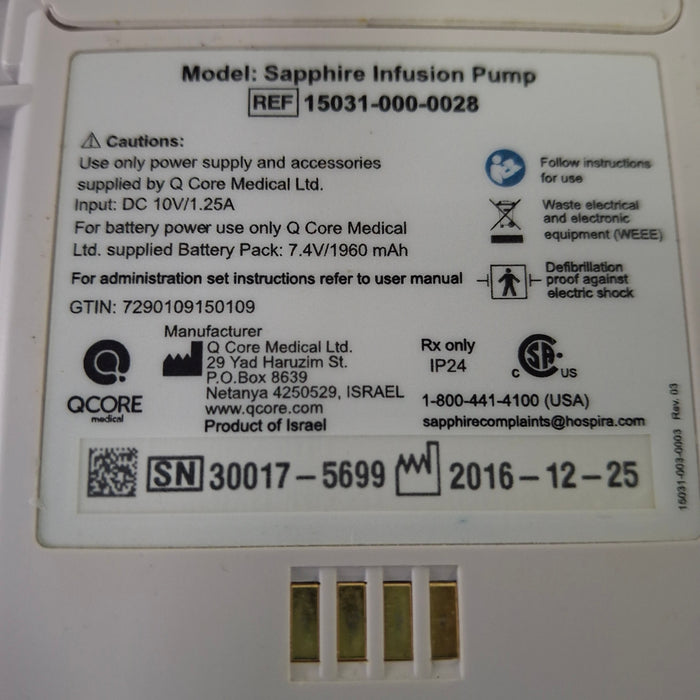 Model: Sapphire Infusion Pump
REF 15031-000-0028
Cautions:
Use only power supply and accessories
supplied by Q Core Medical Ltd.
Input: DC 10V/1.25A
For battery power use only Q Core Medical
Ltd. supplied Battery Pack: 7.4V/1960 mAh
For administration set instructions refer to user manual
GTIN: 7290109150109
Follow instructions
for use
Waste electrical
and electronic
equipment (WEEE)
Defibrillation
proof against
electric shock
QCORE
medical
Manufacturer
Q Core Medical Ltd.
29 Yad Haruzim St.
P.O.Box 8639
Netanya 4250529, ISRAEL
www.qcore.com
Product of Israel
Rx only
IP24
C SA US
1-800-441-4100 (USA)
sapphirecomplaints@hospira.com
SN 30017-5699 2016-12-25
15031-003-0003 Rev. 03